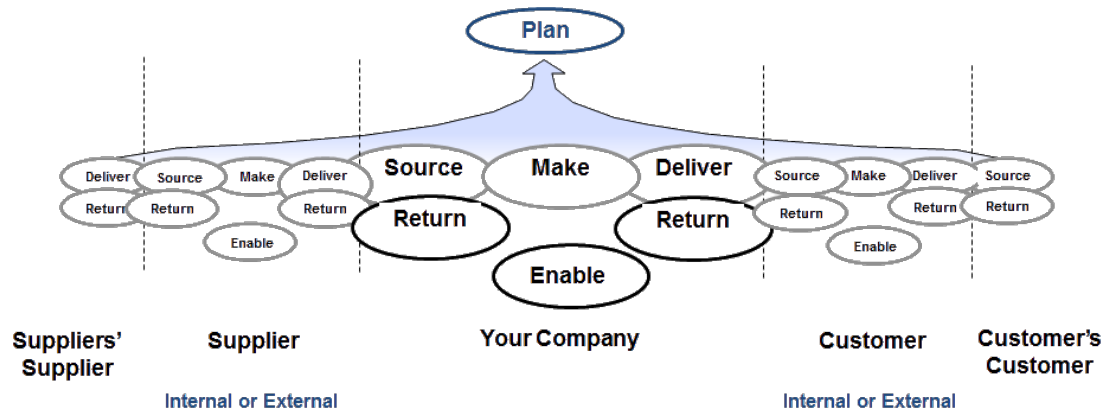 Plan
Deliver Source Make Deliver Source Make Deliver Source Make Deliver Source
Return Return Return Return Return Return Return Return
Enable Enable Enable
Suppliers' Supplier Your Company Customer Customer's
Supplier Customer
Internal or External Internal or External